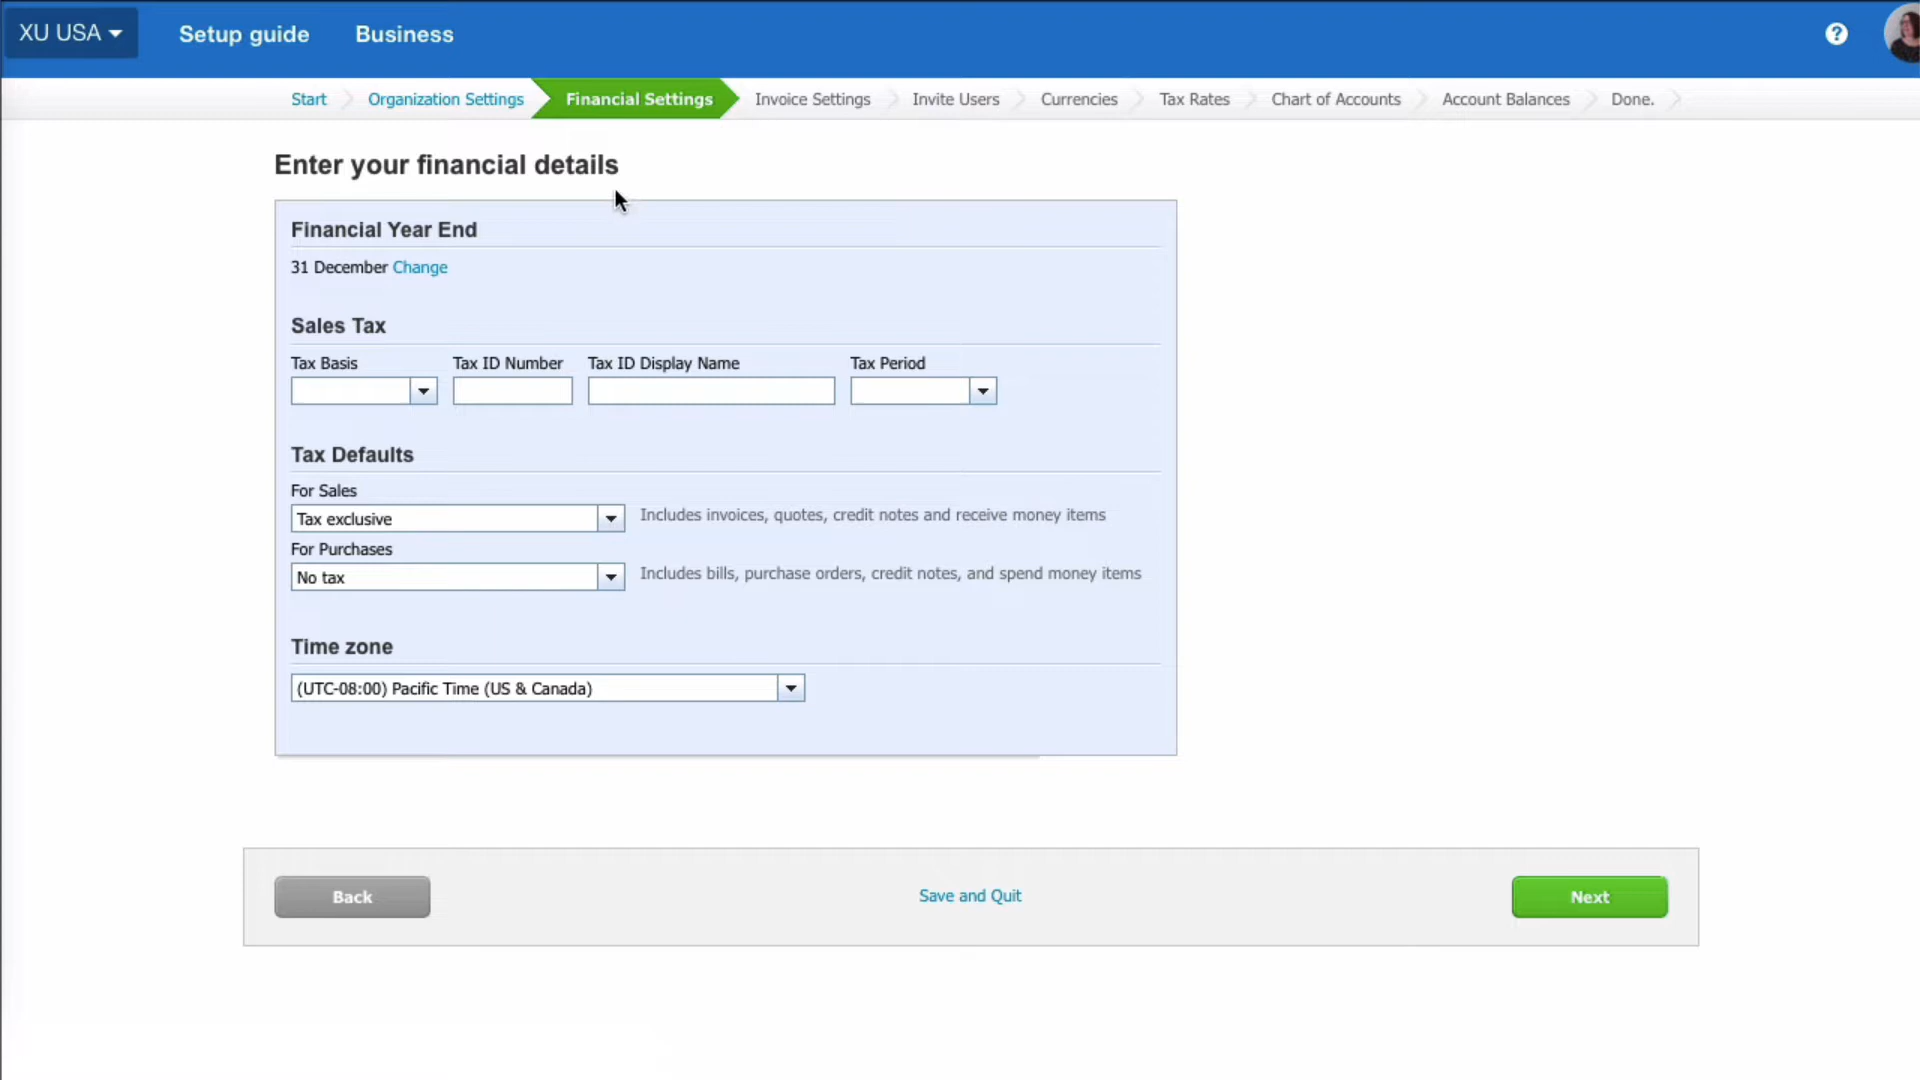 XU USA Setup guide Business ?
Start Organization Settings Financial Settings Invoice Settings Invite Users Currencies Tax Rates Chart of Accounts Account Balances Done.
Enter your financial details
Financial Year End
31 December Change
Sales Tax
Tax Basis Tax ID Number Tax ID Display Name Tax Period
Tax Defaults
For Sales
Tax exclusive Includes invoices, quotes, credit notes and receive money items
For Purchases
No tax Includes bills, purchase orders, credit notes, and spend money items
Time zone
(UTC-08:00) Pacific Time (US & Canada)
Back Save and Quit Next